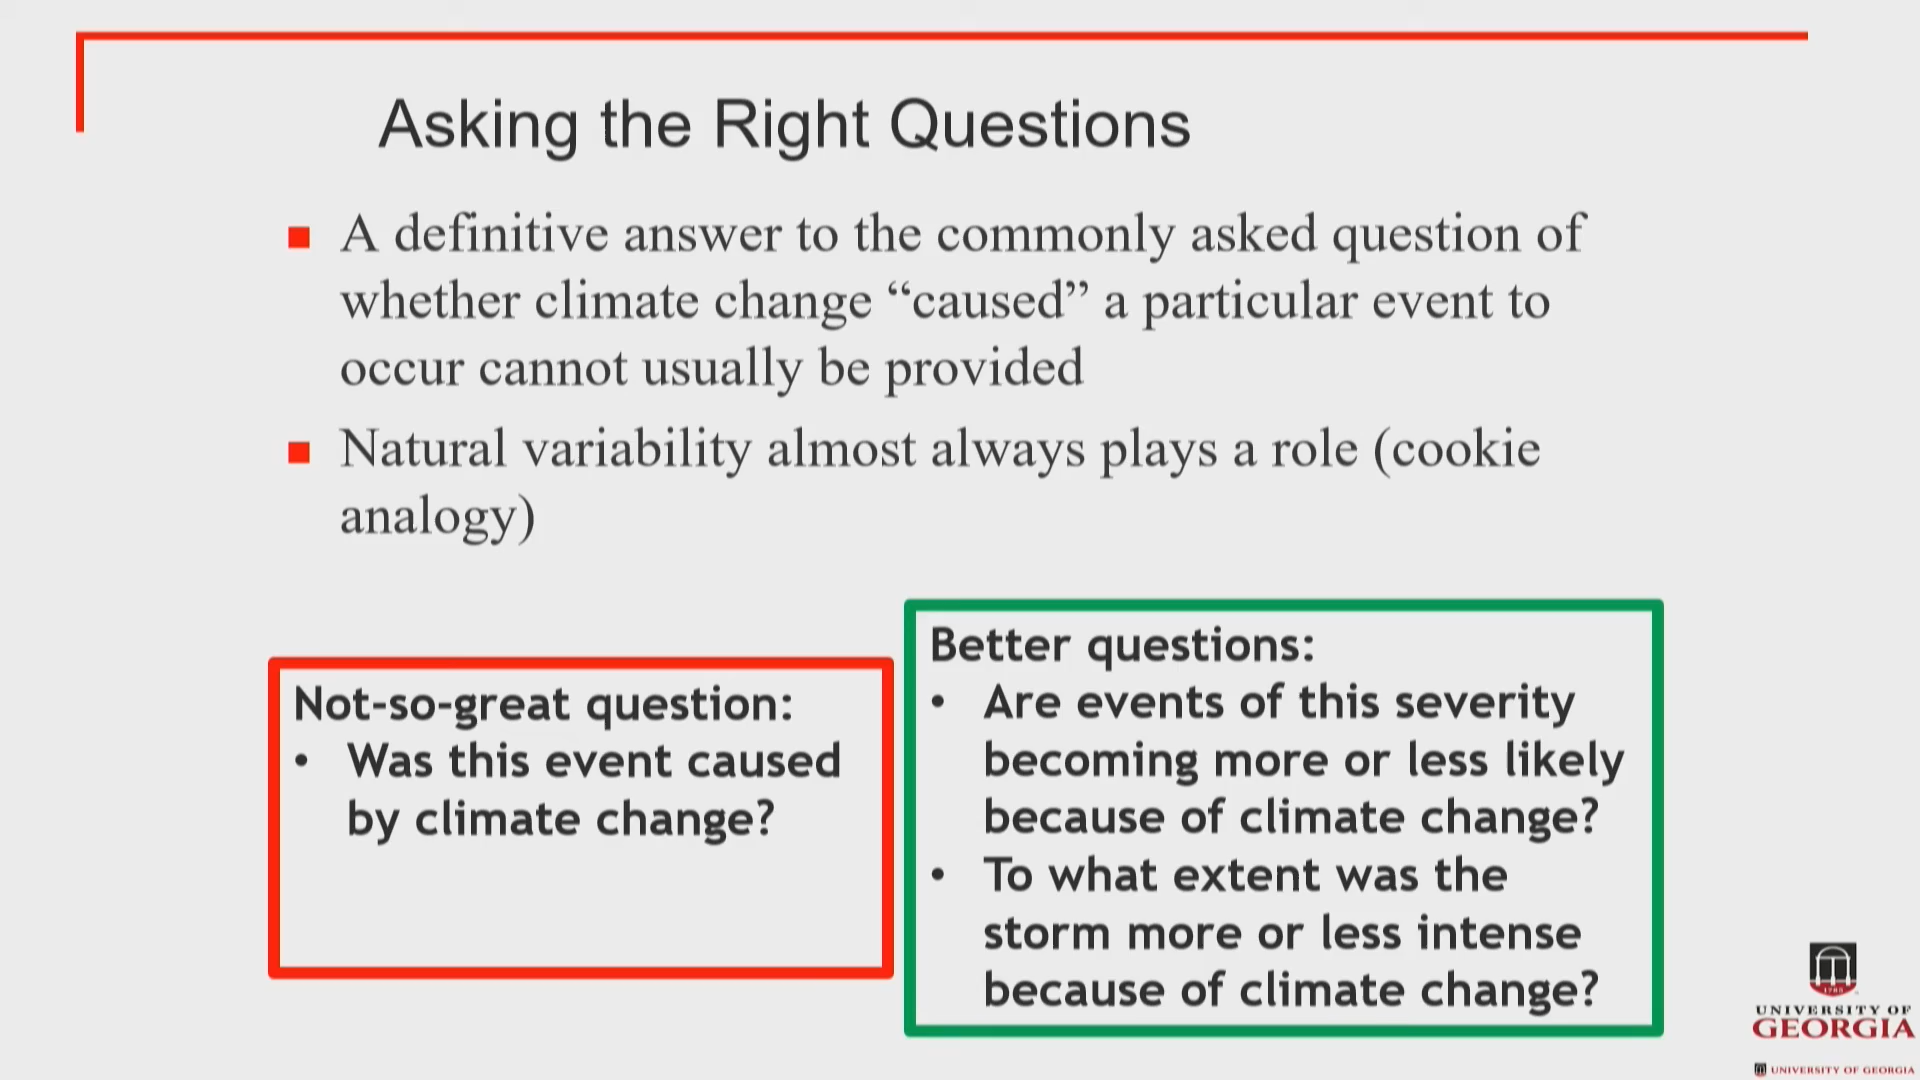 Asking the Right Questions
■ A definitive answer to the commonly asked question of
whether climate change “caused” a particular event to
occur cannot usually be provided
■ Natural variability almost always plays a role (cookie
analogy)
Not-so-great question:
• Was this event caused
by climate change?
Better questions:
• Are events of this severity
becoming more or less likely
because of climate change?
• To what extent was the
storm more or less intense
because of climate change?
1785
UNIVERSITY OF
GEORGIA
UNIVERSITY OF GEORGIA